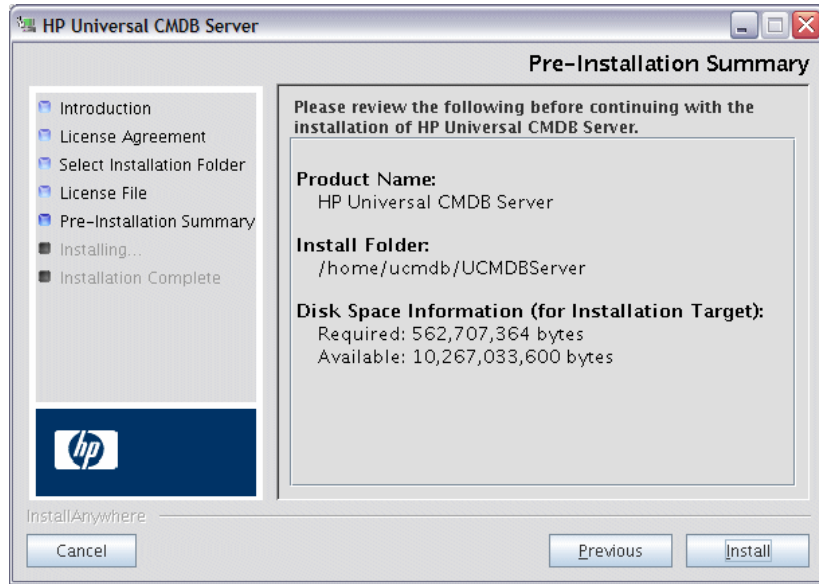 HP Universal CMDB Server
Pre-Installation Summary
Introduction
License Agreement
Select Installation Folder
License File
Pre-Installation Summary
Installing...
Installation Complete
Please review the following before continuing with the
installation of HP Universal CMDB Server.
Product Name:
HP Universal CMDB Server
Install Folder:
/home/ucmdb/UCMDBServer
Disk Space Information (for Installation Target):
Required: 562,707,364 bytes
Available: 10,267,033,600 bytes
hp
InstallAnywhere
Cancel
Previous
Install